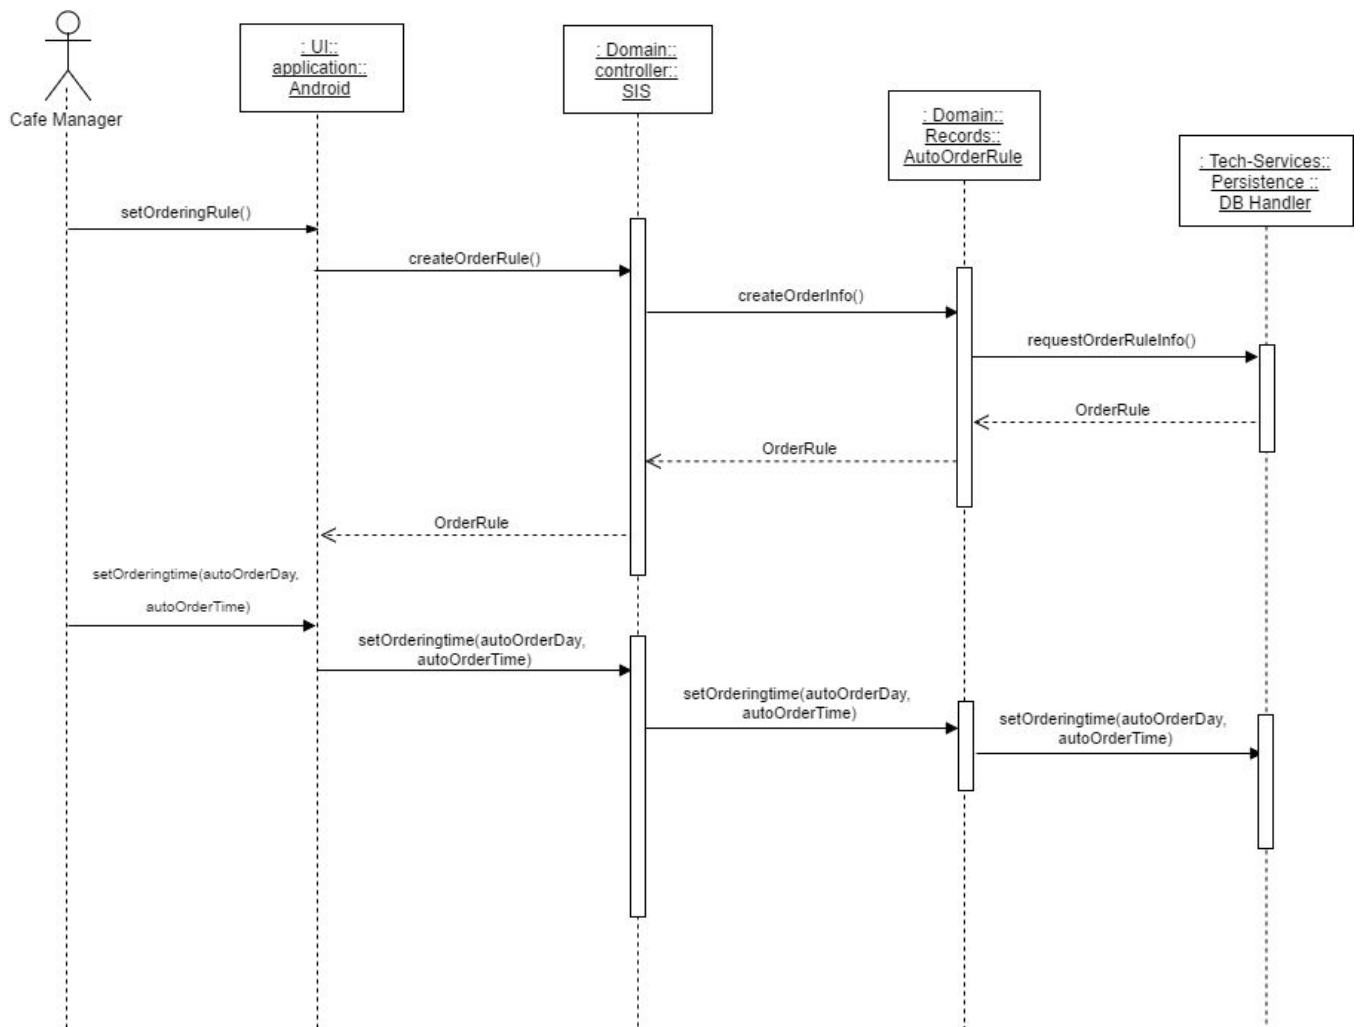 : UI::
application::
Android
: Domain::
controller::
SIS
Cafe Manager
: Domain::
Records::
AutoOrderRule
: Tech-Services::
Persistence ::
DB Handler
setOrderingRule()
createOrderRule()
createOrderInfo()
requestOrderRuleInfo()
OrderRule
OrderRule
OrderRule
setOrderingtime(autoOrderDay,
autoOrderTime)
setOrderingtime(autoOrderDay,
autoOrderTime)
setOrderingtime(autoOrderDay,
autoOrderTime)
setOrderingtime(autoOrderDay,
autoOrderTime)